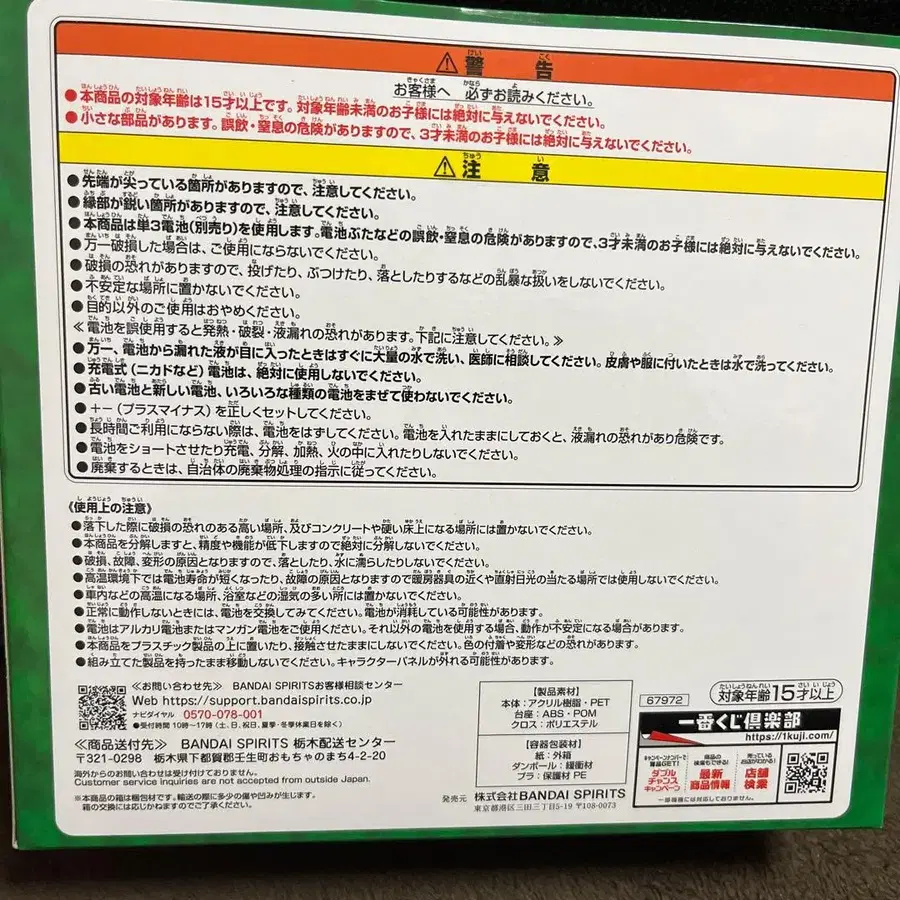 ⚠警告
お客様へ 必ずお読みください。
●本商品の対象年齢は15才以上です。対象年齢未満のお子様には絶対に与えないでください。
●小さな部品があります。誤飲・窒息の危険がありますので、3才未満のお子様には絶対に与えないでください。
⚠注意
●先端が尖っている箇所がありますので、注意してください。
●縁部が鋭い箇所がありますので、注意してください。
●本商品は単3電池(別売り)を使用します。電池ぶたなどの誤飲・窒息の危険がありますので、3才未満のお子様には絶対に与えないでください。
●万一破損した場合は、ご使用にならないでください。
●破損の恐れがありますので、投げたり、ぶつけたり、落としたりするなどの乱暴な扱いをしないでください。
●不安定な場所に置かないでください。
●目的以外のご使用はおやめください。
≪電池を誤使用すると発熱・破裂・液漏れの恐れがあります。下記に注意してください。≫
●万一、電池から漏れた液が目に入ったときはすぐに大量の水で洗い、医師に相談してください。皮膚や服に付いたときは水で洗ってください。
●充電式(ニカドなど)電池は、絶対に使用しないでください。
●古い電池と新しい電池、いろいろな種類の電池をまぜて使わないでください。
●+-(プラスマイナス)を正しくセットしてください。
●長時間ご利用にならない際は、電池をはずしてください。電池を入れたままにしておくと、液漏れの恐れがあり危険です。
●電池をショートさせたり充電、分解、加熱、火の中に入れたりしないでください。
●廃棄するときは、自治体の廃棄物処理の指示に従ってください。
《使用上の注意》
●落下した際に破損の恐れのある高い場所、及びコンクリートや硬い床上になる場所には置かないでください。
●本商品を分解しますと、精度や機能が低下しますので絶対に分解しないでください。
●破損、故障、変形の原因となりますので、落としたり、水に濡らしたりしないでください。
●高温環境下では電池寿命が短くなったり、故障の原因となりますので暖房器具の近くや直射日光の当たる場所では使用しないでください。
●車内などの高温になる場所、浴室などの湿気の多い所には置かないでください。
●正常に動作しないときには、電池を交換してみてください。電池が消耗している可能性があります。
●電池はアルカリ電池またはマンガン電池をご使用ください。それ以外の電池を使用する場合、動作が不安定になる場合があります。
●本商品をプラスチック製品の上に置いたり、接触させたままにしないでください。色の付着や変形などの恐れがあります。
●組み立てた製品を持ったまま移動しないでください。キャラクターパネルが外れる可能性があります。
≪お問い合わせ先≫ BANDAI SPIRITSお客様相談センター
Web https://support.bandaispirits.co.jp/
ナビダイヤル 0570-078-001
●受付時間 10時~17時(土、日、祝日、夏季・冬季休業日を除く)
≪商品送付先≫ BANDAI SPIRITS 栃木配送センター
〒321-0298 栃木県下都賀郡壬生町おもちゃのまち4-2-20
海外からのお問い合わせは受け付けておりません。
Customer service inquiries are not accepted from outside Japan.
※本商品の箱は梱包材です。輸送の際に多少の傷や凹みが生じます。
箱の交換には応じかねますのでご了承ください。
【製品素材】
本体:アクリル樹脂・PET
台座:ABS・POM
クロス:ポリエステル
【容器包装材】
紙:外箱
ダンボール:緩衝材
プラ:保護材 PE
発売元 株式会社BANDAI SPIRITS
東京都港区三田三丁目5-19 〒108-0073
67972
対象年齢15才以上
一番くじ倶楽部
https://1kuji.com/
キャンペーンナンバーで賞品GET!
ダブルチャンスキャンペーン
商品の検索もできる!
最新商品情報
売っているお店がわかる!
店舗検索